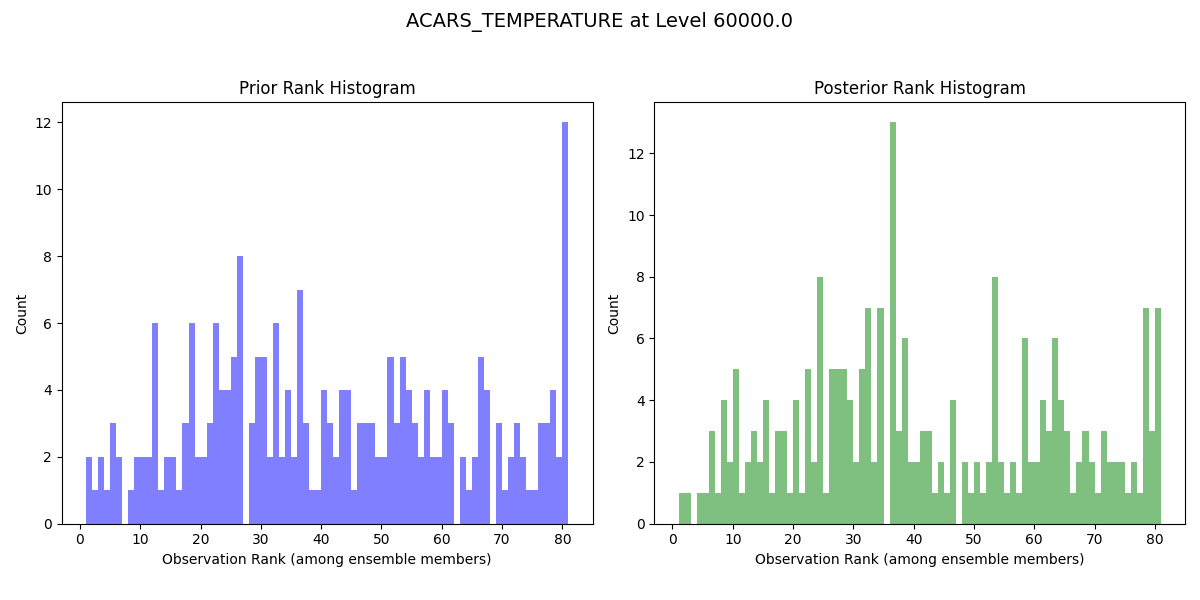 ACARS_TEMPERATURE at Level 60000.0
Prior Rank Histogram
Count
12
10
8
6
4
2
0
0 10 20 30 40 50 60 70 80
Observation Rank (among ensemble members)
Posterior Rank Histogram
Count
12
10
8
6
4
2
0
0 10 20 30 40 50 60 70 80
Observation Rank (among ensemble members)